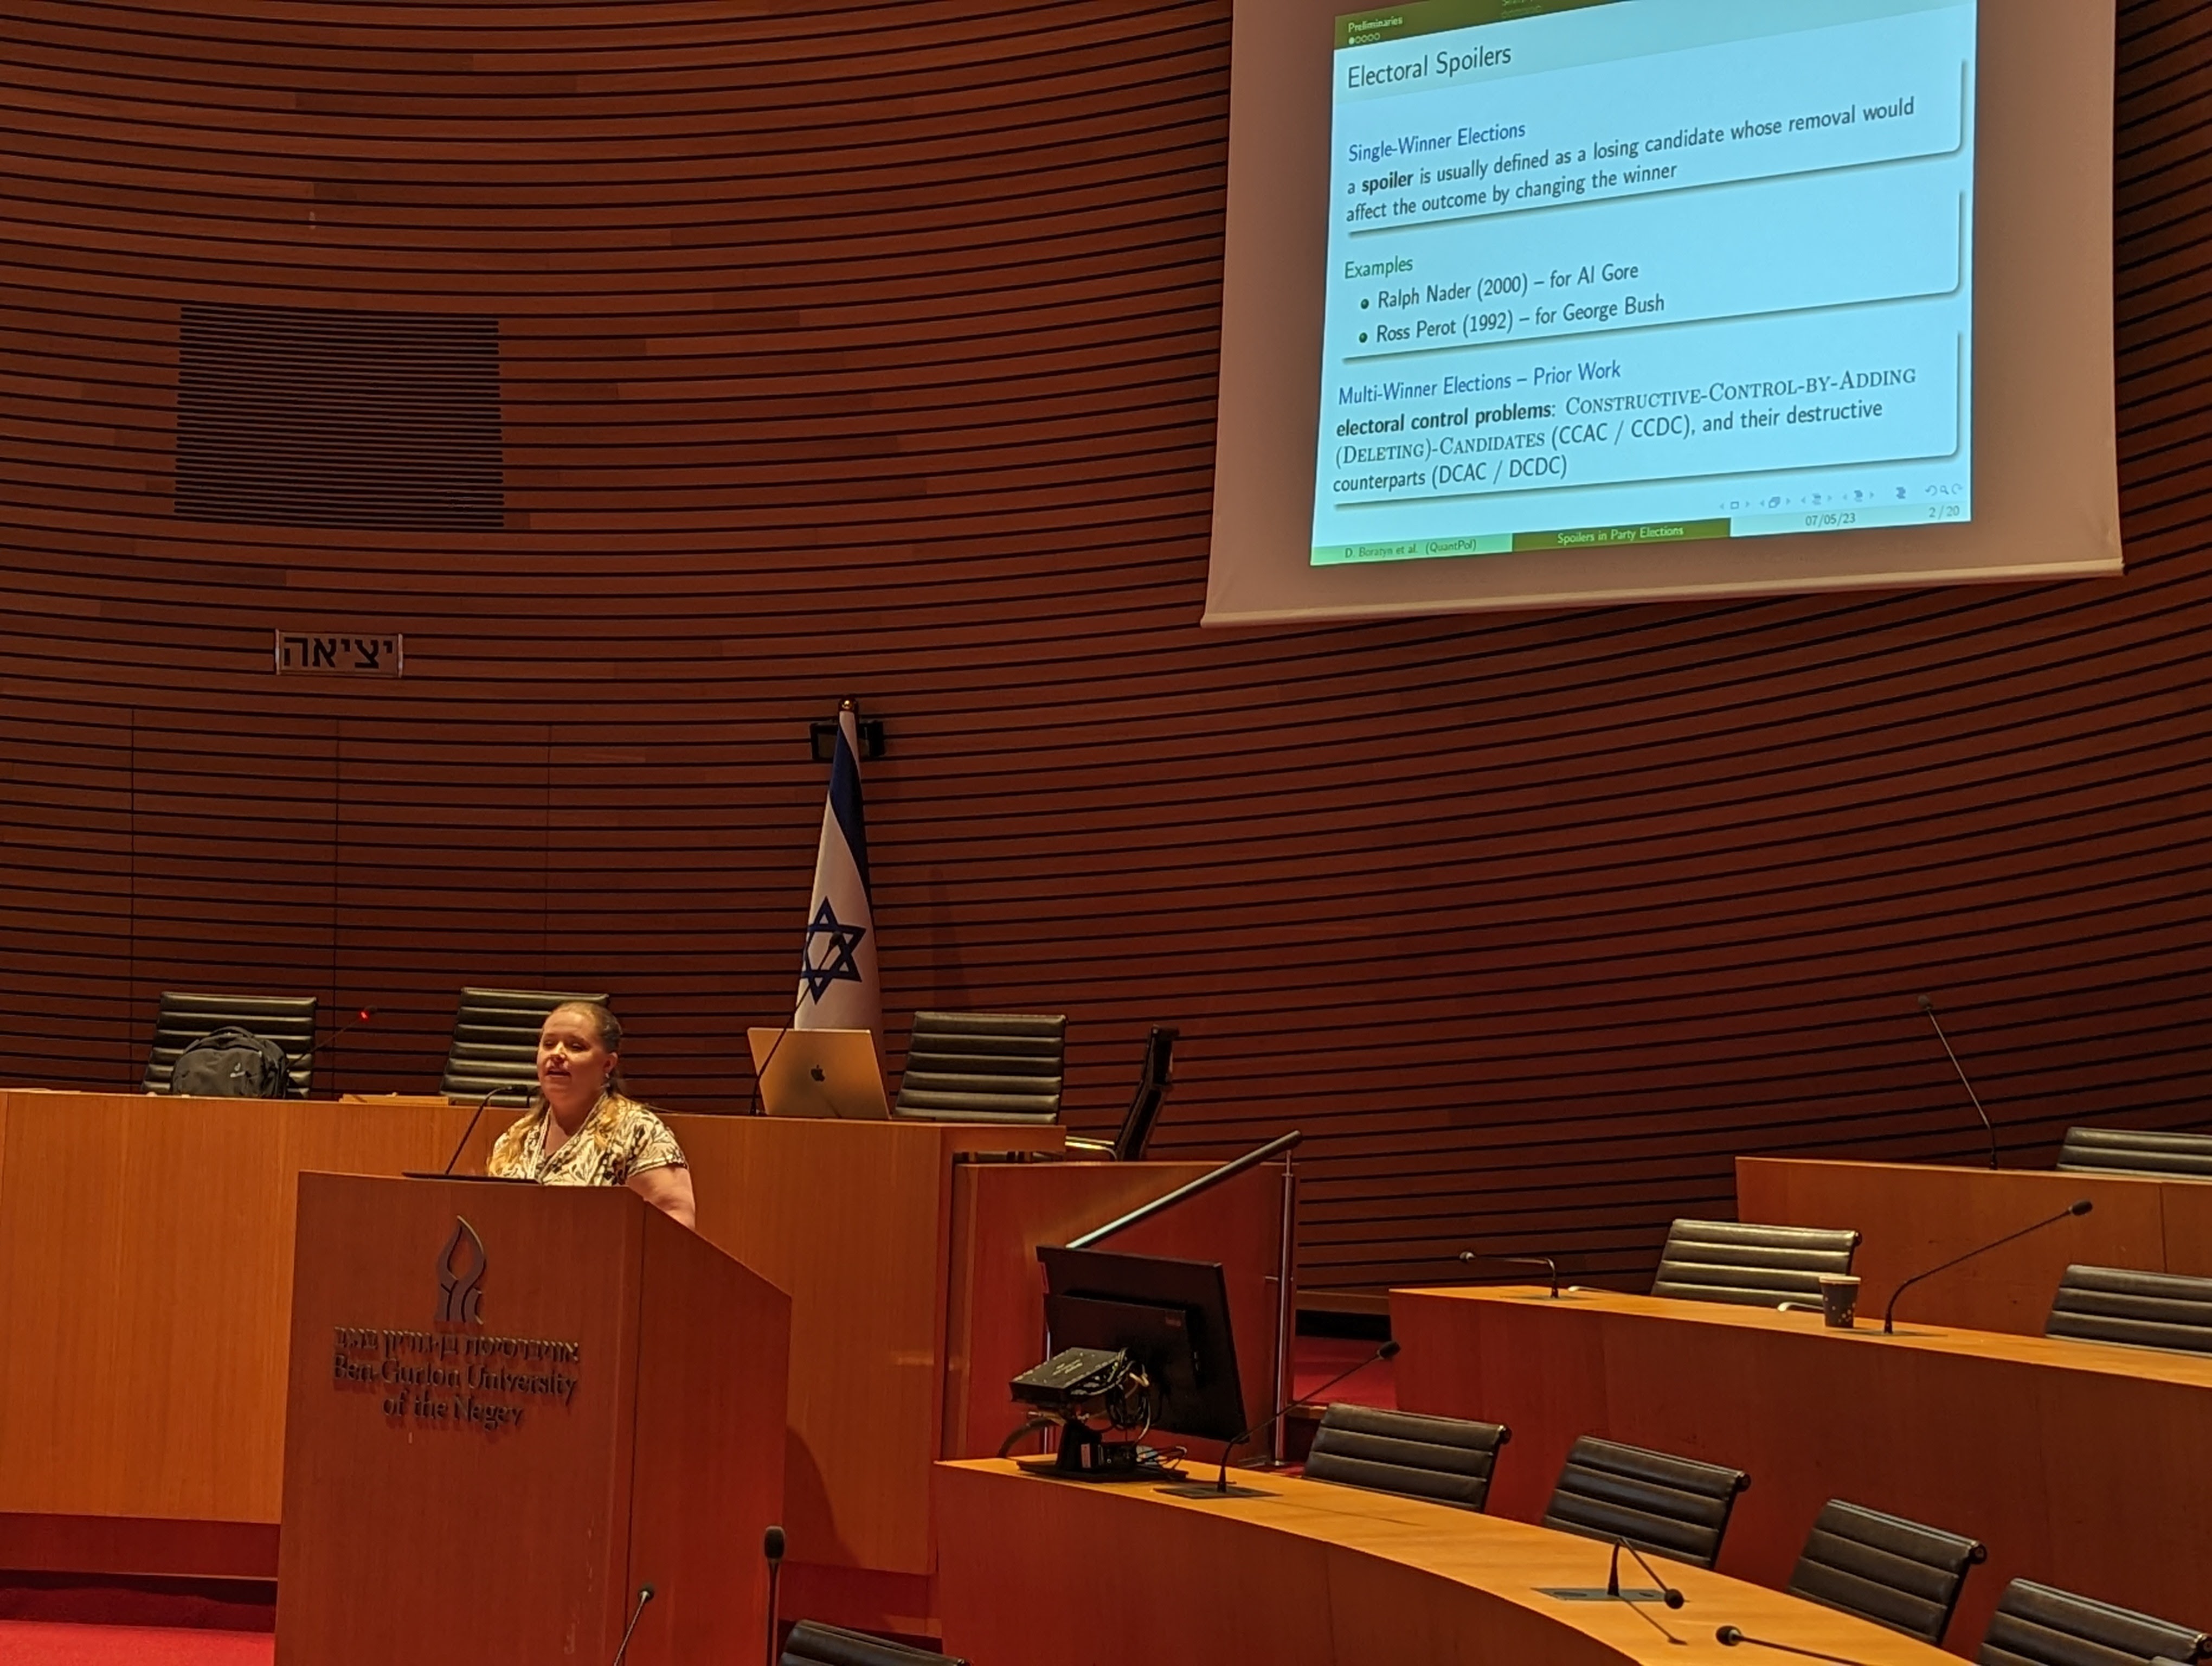 Preliminaries
Electoral Spoilers
Single-Winner Elections
a spoiler is usually defined as a losing candidate whose removal would
affect the outcome by changing the winner
Examples
Ralph Nader (2000) – for Al Gore
Ross Perot (1992) – for George Bush
Multi-Winner Elections – Prior Work
electoral control problems: CONSTRUCTIVE-CONTROL-BY-ADDING
(DELETING)-CANDIDATES (CCAC / CCDC), and their destructive
counterparts (DCAC / DCDC)
D. Boratyn et al. (QuantPol)
Spoilers in Party Elections
07/05/23
2 / 20
יציאה
אוניברסיטת בן-גוריון בנגב
Ben-Gurion University
of the Negev